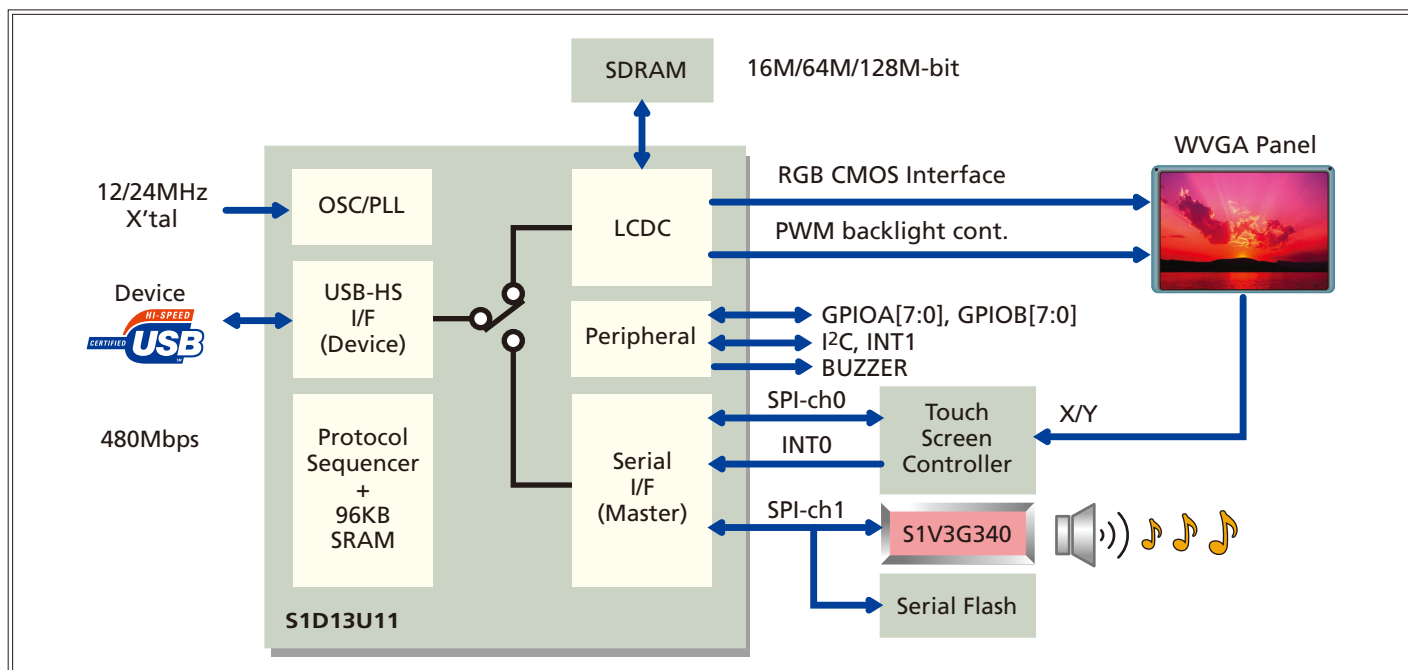 SDRAM
16M/64M/128M-bit
WVGA Panel
12/24MHz
X'tal
OSC/PLL
LCDC
RGB CMOS Interface
PWM backlight cont.
Device
HI-SPEED
CERTIFIED
USB
USB-HS
I/F
(Device)
Peripheral
GPIOA[7:0], GPIOB[7:0]
I²C, INT1
BUZZER
480Mbps
Protocol
Sequencer
+
96KB
SRAM
Serial
I/F
(Master)
SPI-ch0
INT0
SPI-ch1
Touch
Screen
Controller
X/Y
S1V3G340
Serial Flash
S1D13U11